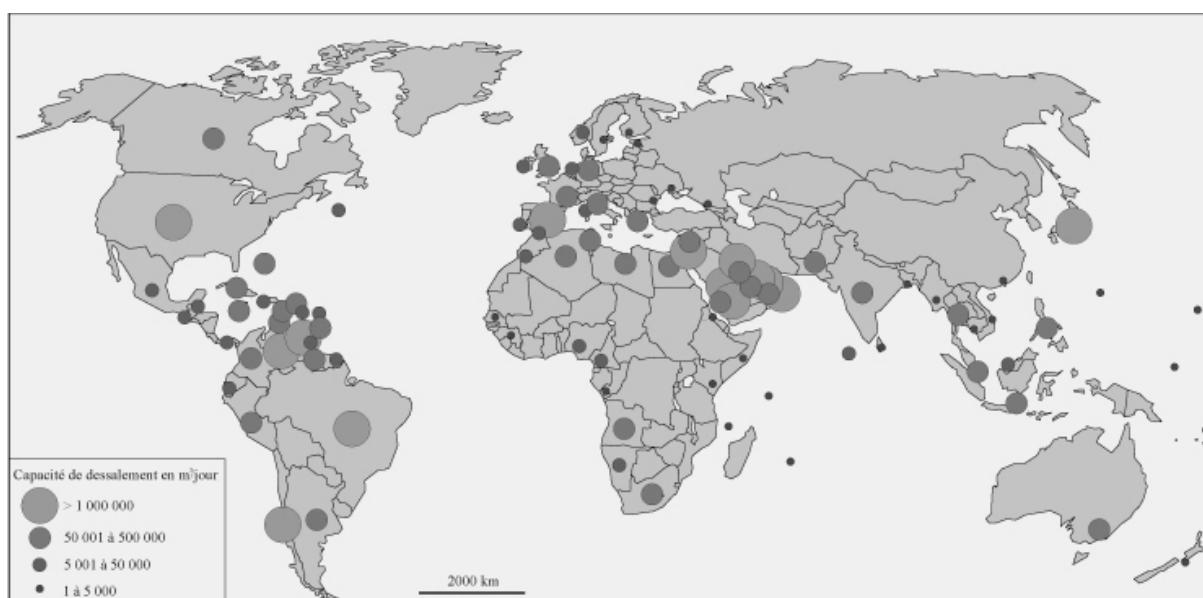 Capacité de dessalement en m³/jour
> 1 000 000
50 001 à 500 000
5 001 à 50 000
1 à 5 000
2000 km